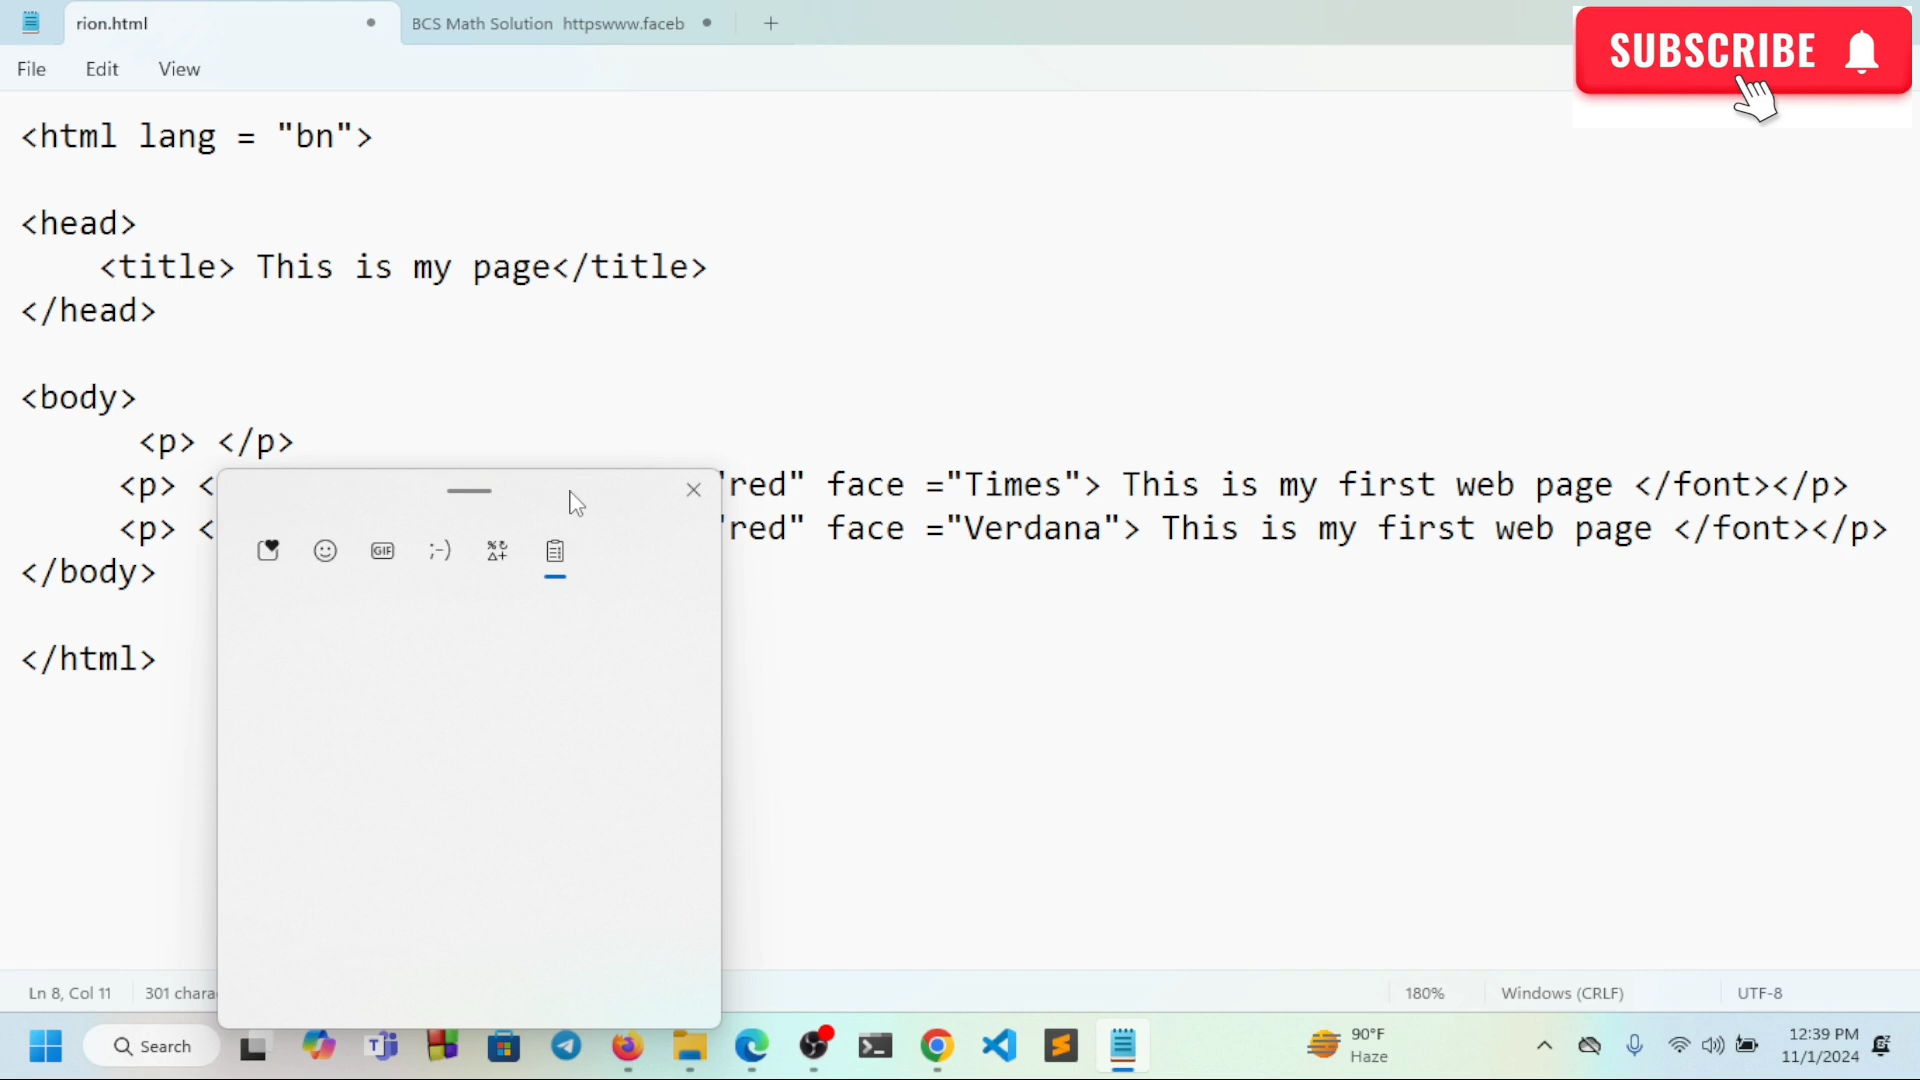 rion.html
BCS Math Solution httpswww.faceb
SUBSCRIBE
File Edit View
<html lang = "bn">
<head>
<title> This is my page</title>
</head>
<body>
<p> </p>
<p> < red" face ="Times"> This is my first web page </font></p>
<p> < red" face ="Verdana"> This is my first web page </font></p>
GIF
;-)
</body>
</html>
Ln 8, Col 11 301 chara 180% Windows (CRLF) UTF-8
Search
90°F
Haze
12:39 PM
11/1/2024